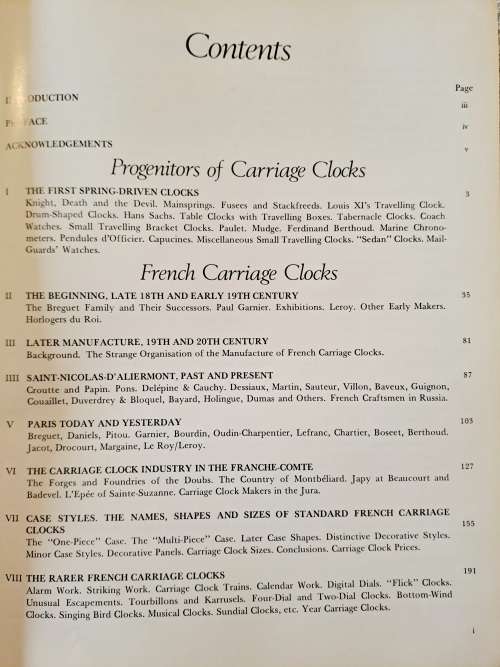 Contents
Page
INTRODUCTION iii
PREFACE iv
ACKNOWLEDGEMENTS v
Progenitors of Carriage Clocks
I THE FIRST SPRING-DRIVEN CLOCKS 3
Knight, Death and the Devil. Mainsprings. Fusees and Stackfreeds. Louis XI's Travelling Clock.
Drum-Shaped Clocks. Hans Sachs. Table Clocks with Travelling Boxes. Tabernacle Clocks. Coach
Watches. Small Travelling Bracket Clocks. Paulet. Mudge. Ferdinand Berthoud. Marine Chrono-
meters. Pendules d'Officier. Capucines. Miscellaneous Small Travelling Clocks. "Sedan" Clocks. Mail-
Guards' Watches.
French Carriage Clocks
II THE BEGINNING, LATE 18TH AND EARLY 19TH CENTURY 35
The Breguet Family and Their Successors. Paul Garnier. Exhibitions. Leroy. Other Early Makers.
Horlogers du Roi.
III LATER MANUFACTURE, 19TH AND 20TH CENTURY 81
Background. The Strange Organisation of the Manufacture of French Carriage Clocks.
IIII SAINT-NICOLAS-D'ALIERMONT, PAST AND PRESENT 87
Croutte and Papin. Pons. Delépine & Cauchy. Dessiaux, Martin, Sauteur, Villon, Baveux, Guignon,
Couaillet, Duverdrey & Bloquel, Bayard, Holingue, Dumas and Others. French Craftsmen in Russia.
V PARIS TODAY AND YESTERDAY 103
Breguet, Daniels, Pitou. Garnier, Bourdin, Oudin-Charpentier, Lefranc, Chartier, Boseet, Berthoud.
Jacot, Drocourt, Margaine, Le Roy/Leroy.
VI THE CARRIAGE CLOCK INDUSTRY IN THE FRANCHE-COMTE 127
The Forges and Foundries of the Doubs. The Country of Montbéliard. Japy at Beaucourt and
Badevel. L'Epée of Sainte-Suzanne. Carriage Clock Makers in the Jura.
VII CASE STYLES. THE NAMES, SHAPES AND SIZES OF STANDARD FRENCH CARRIAGE
CLOCKS 155
The "One-Piece" Case. The "Multi-Piece" Case. Later Case Shapes. Distinctive Decorative Styles.
Minor Case Styles. Decorative Panels. Carriage Clock Sizes. Conclusions. Carriage Clock Prices.
VIII THE RARER FRENCH CARRIAGE CLOCKS 191
Alarm Work. Striking Work. Carriage Clock Trains. Calendar Work. Digital Dials. "Flick" Clocks.
Unusual Escapements. Tourbillons and Karrusels. Four-Dial and Two-Dial Clocks. Bottom-Wind
Clocks. Singing Bird Clocks. Musical Clocks. Sundial Clocks, etc. Year Carriage Clocks.
i